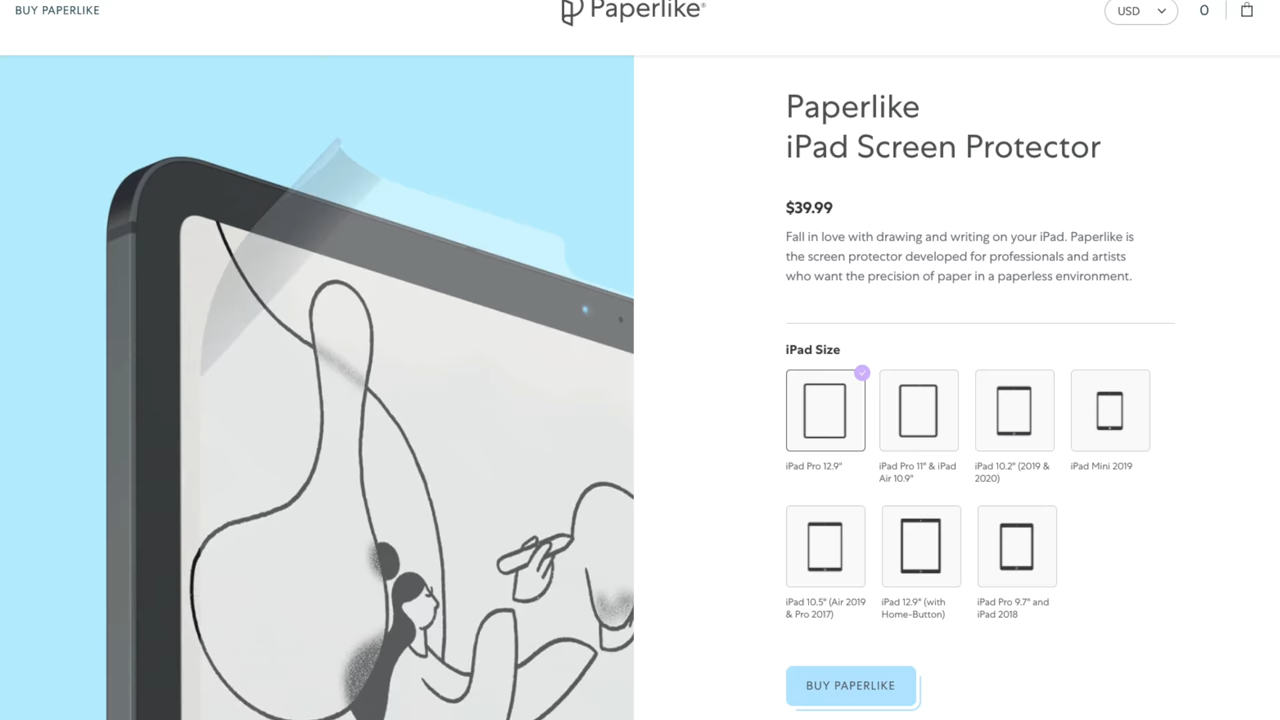 BUY PAPERLIKE
Paperlike®
USD
0
Paperlike
iPad Screen Protector
$39.99
Fall in love with drawing and writing on your iPad. Paperlike is
the screen protector developed for professionals and artists
who want the precision of paper in a paperless environment.
iPad Size
iPad Pro 12.9"
iPad Pro 11" & iPad
Air 10.9"
iPad 10.2" (2019 &
2020)
iPad Mini 2019
iPad 10.5" (Air 2019
& Pro 2017)
iPad 12.9" (with
Home-Button)
iPad Pro 9.7" and
iPad 2018
BUY PAPERLIKE